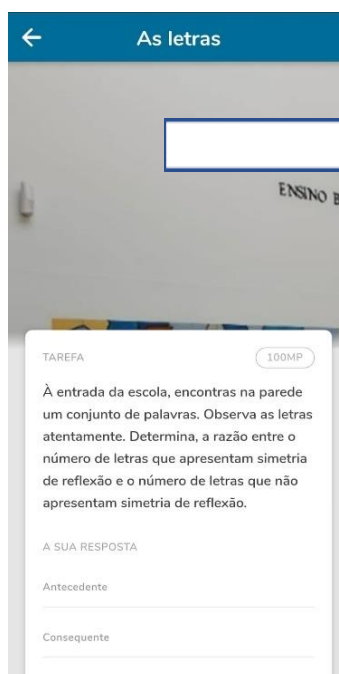 As letras
ENSINO
TAREFA
100MP
À entrada da escola, encontras na parede
um conjunto de palavras. Observa as letras
atentamente. Determina, a razão entre o
número de letras que apresentam simetria
de reflexão e o número de letras que não
apresentam simetria de reflexão.
A SUA RESPOSTA
Antecedente
Consequente